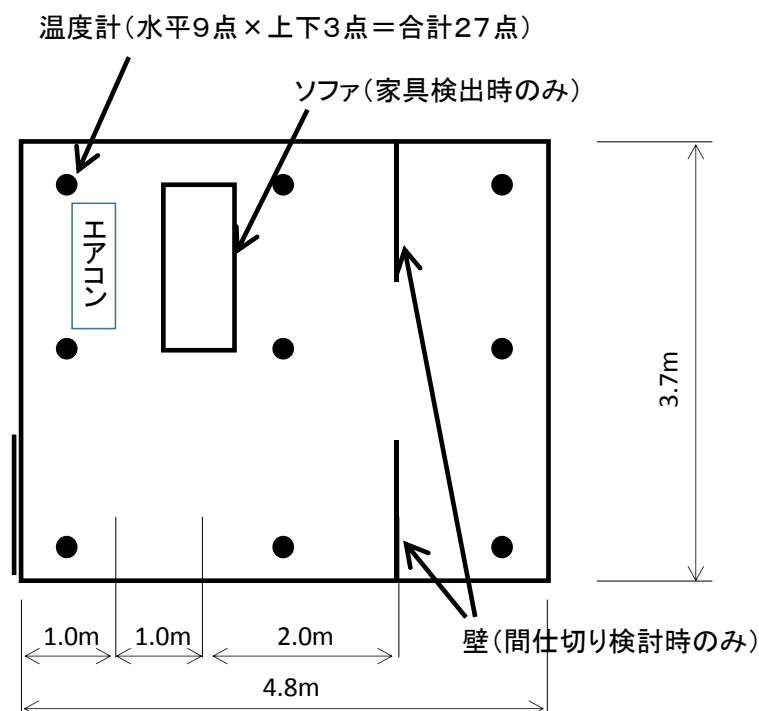 温度計(水平9点×上下3点=合計27点)
ソファ(家具検出時のみ)
エアコン
3.7m
1.0m
1.0m
2.0m
壁(間仕切り検討時のみ)
4.8m